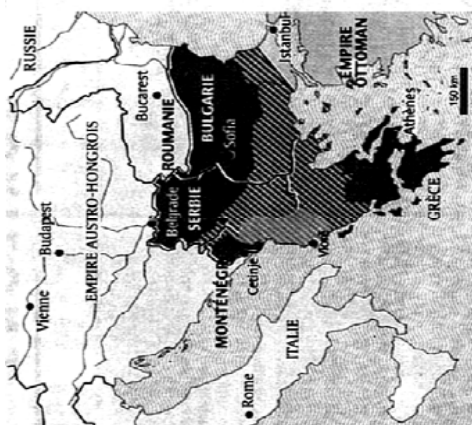 RUSSIE
Vienne
Budapest
EMPIRE AUSTRO-HONGROIS
Bucarest
ROUMANIE
Belgrade
SERBIE
BULGARIE
Sofia
MONTÉNÉGRO
Cetinje
Istanbul
EMPIRE
OTTOMAN
Rome
ITALIE
Vlorë
Athènes
GRÈCE
150 km